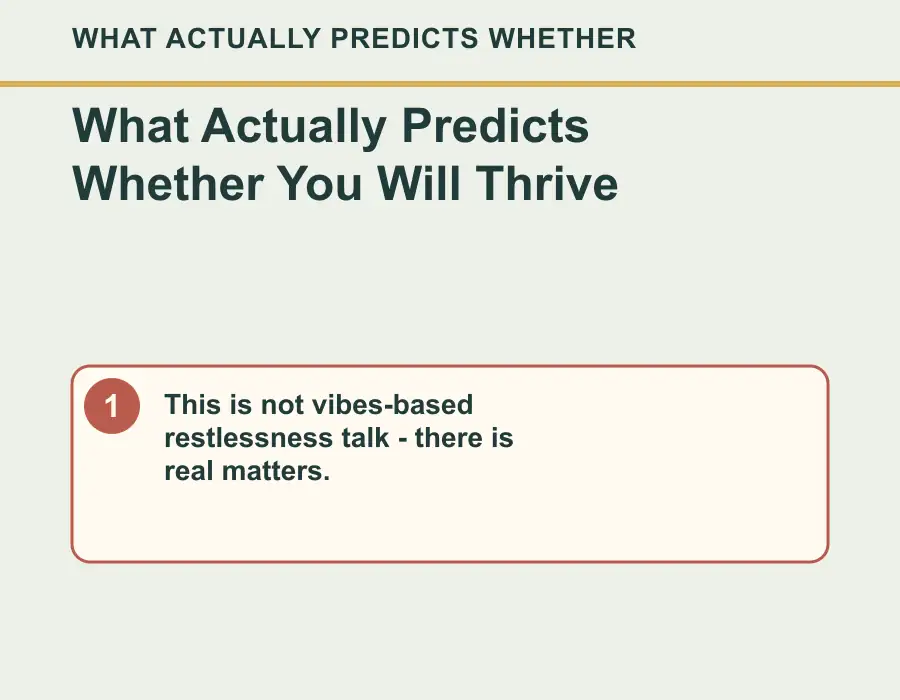 WHAT ACTUALLY PREDICTS WHETHER
What Actually Predicts
Whether You Will Thrive
1
This is not vibes-based
restlessness talk - there is
real matters.